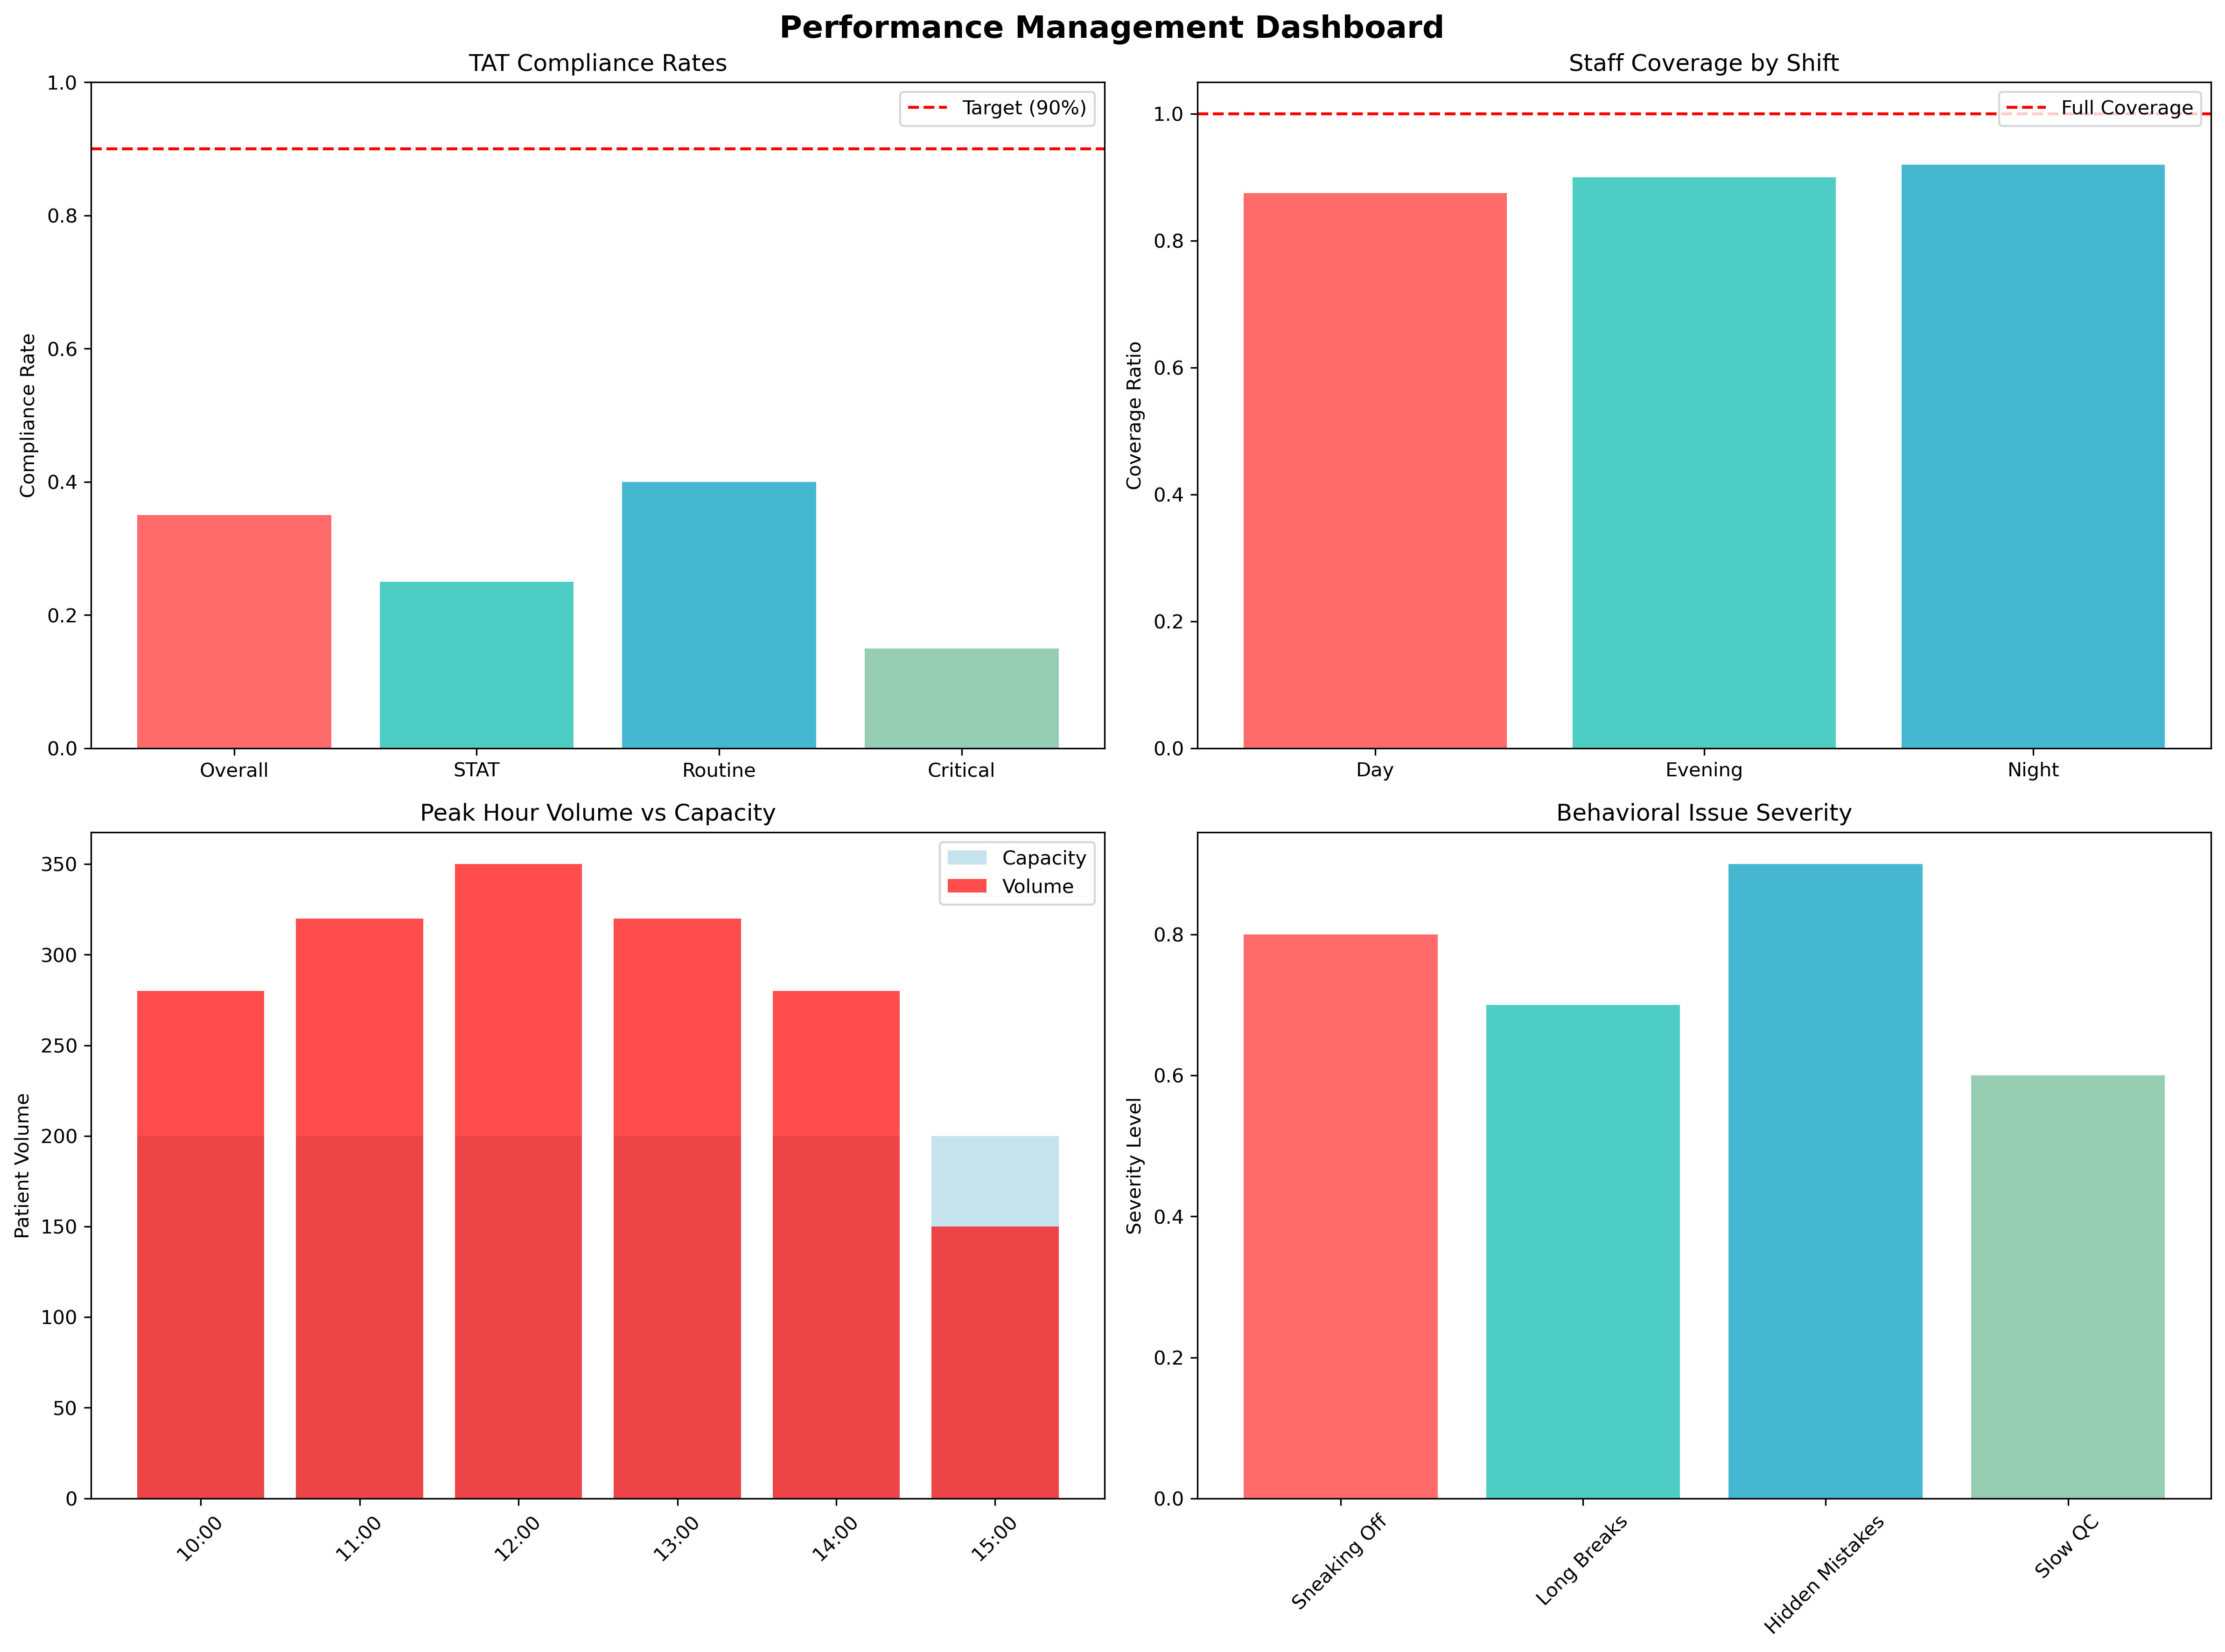 Performance Management Dashboard
TAT Compliance Rates
Compliance Rate
1.0
0.8
0.6
0.4
0.2
0.0
Target (90%)
Overall
STAT
Routine
Critical
Staff Coverage by Shift
Coverage Ratio
1.0
0.8
0.6
0.4
0.2
0.0
Full Coverage
Day
Evening
Night
Peak Hour Volume vs Capacity
Patient Volume
350
300
250
200
150
100
50
0
Capacity
Volume
10:00
11:00
12:00
13:00
14:00
15:00
Behavioral Issue Severity
Severity Level
0.8
0.6
0.4
0.2
0.0
Sneaking Off
Long Breaks
Hidden Mistakes
Slow QC